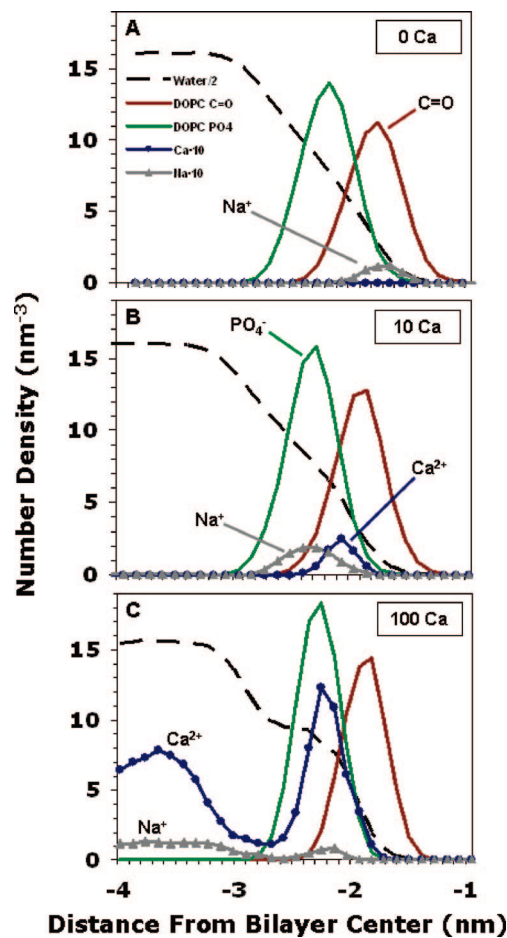 A
0 Ca
15
10
5
0
Water/2
DOPC C=O
DOPC PO4
Ca·10
Na·10
C=O
Na⁺
B
10 Ca
15
10
5
0
PO₄⁻
Ca²⁺
Na⁺
C
100 Ca
15
10
5
0
Ca²⁺
Na⁺
-4
-3
-2
-1
Number Density (nm⁻³)
Distance From Bilayer Center (nm)